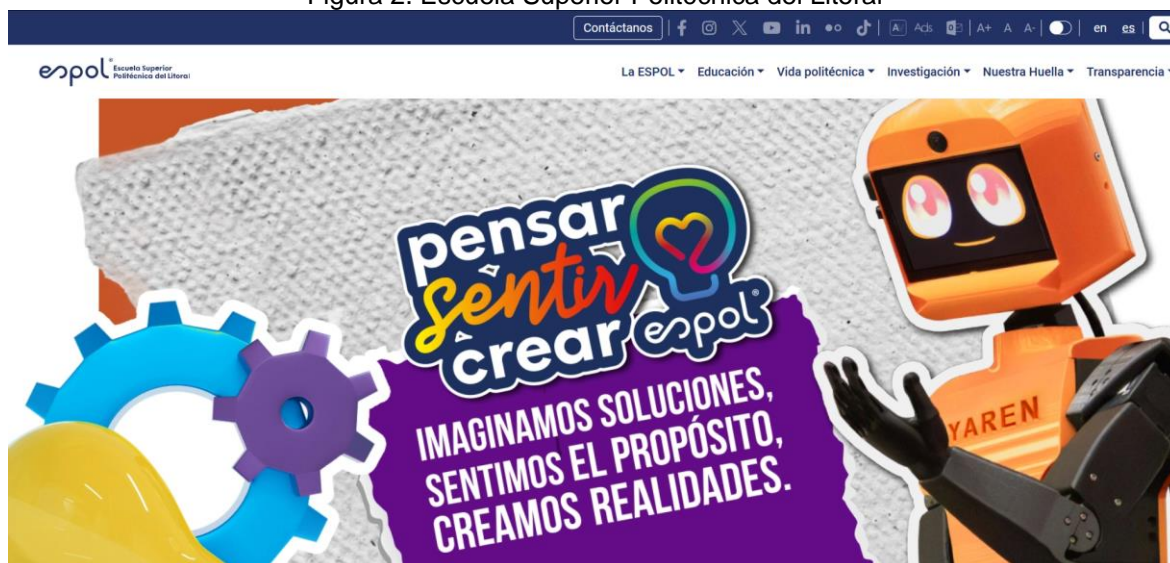 Figura 2. Escuela Superior Politécnica del Litoral
Contáctanos | f in Ads A+ A A- | en es |
espol Escuela Superior
Politécnica del Litoral
La ESPOL Educación Vida politécnica Investigación Nuestra Huella Transparencia
pensar
sentir
crear espol
IMAGINAMOS SOLUCIONES,
SENTIMOS EL PROPÓSITO,
CREAMOS REALIDADES.
YAREN